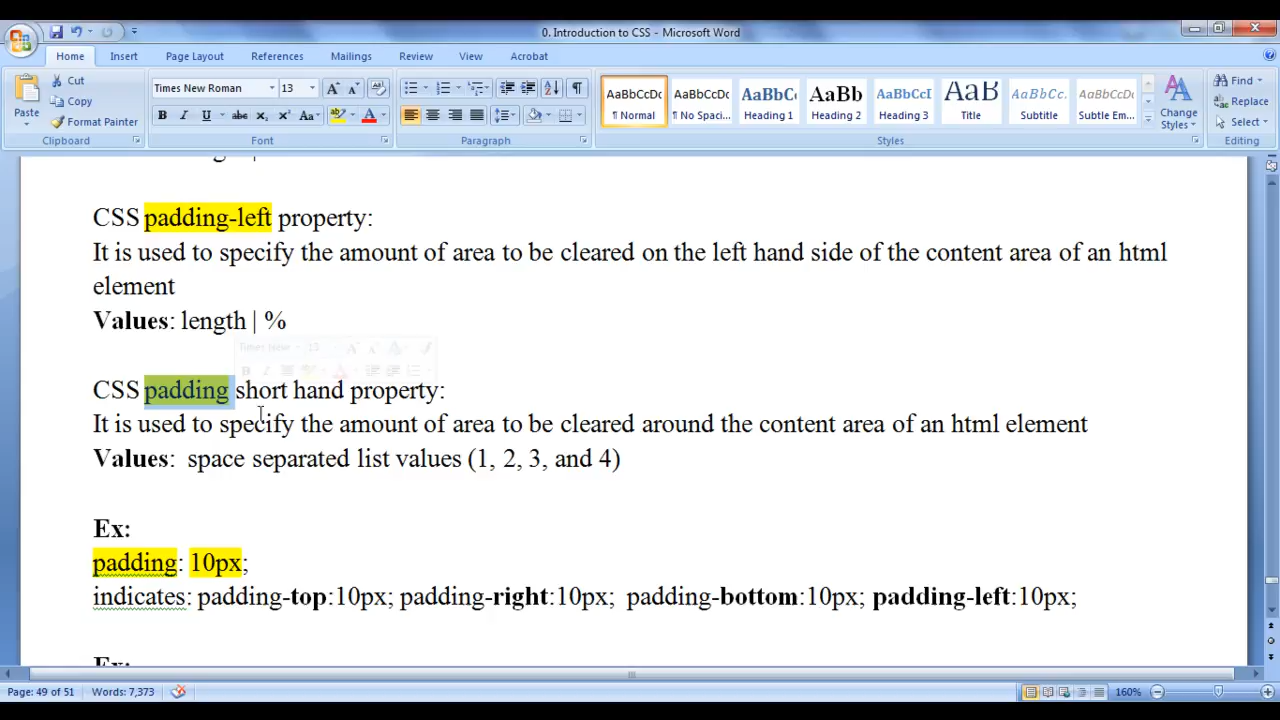 0. Introduction to CSS - Microsoft Word
Home Insert Page Layout References Mailings Review View Acrobat
Paste
Cut
Copy
Format Painter
Clipboard
Times New Roman 13
Font
Paragraph
AaBbCcDc AaBbCcDc AaBbC AaBb AaBbCcI AaB AaBbCc. AaBbCcDc
¶ Normal ¶ No Spaci... Heading 1 Heading 2 Heading 3 Title Subtitle Subtle Em...
Change Styles
Styles
Find
Replace
Select
Editing
CSS padding-left property:
It is used to specify the amount of area to be cleared on the left hand side of the content area of an html
element
Values: length | %
CSS padding short hand property:
It is used to specify the amount of area to be cleared around the content area of an html element
Values: space separated list values (1, 2, 3, and 4)
Ex:
padding: 10px;
indicates: padding-top:10px; padding-right:10px; padding-bottom:10px; padding-left:10px;
Ex:
Page: 49 of 51 Words: 7,373 160%